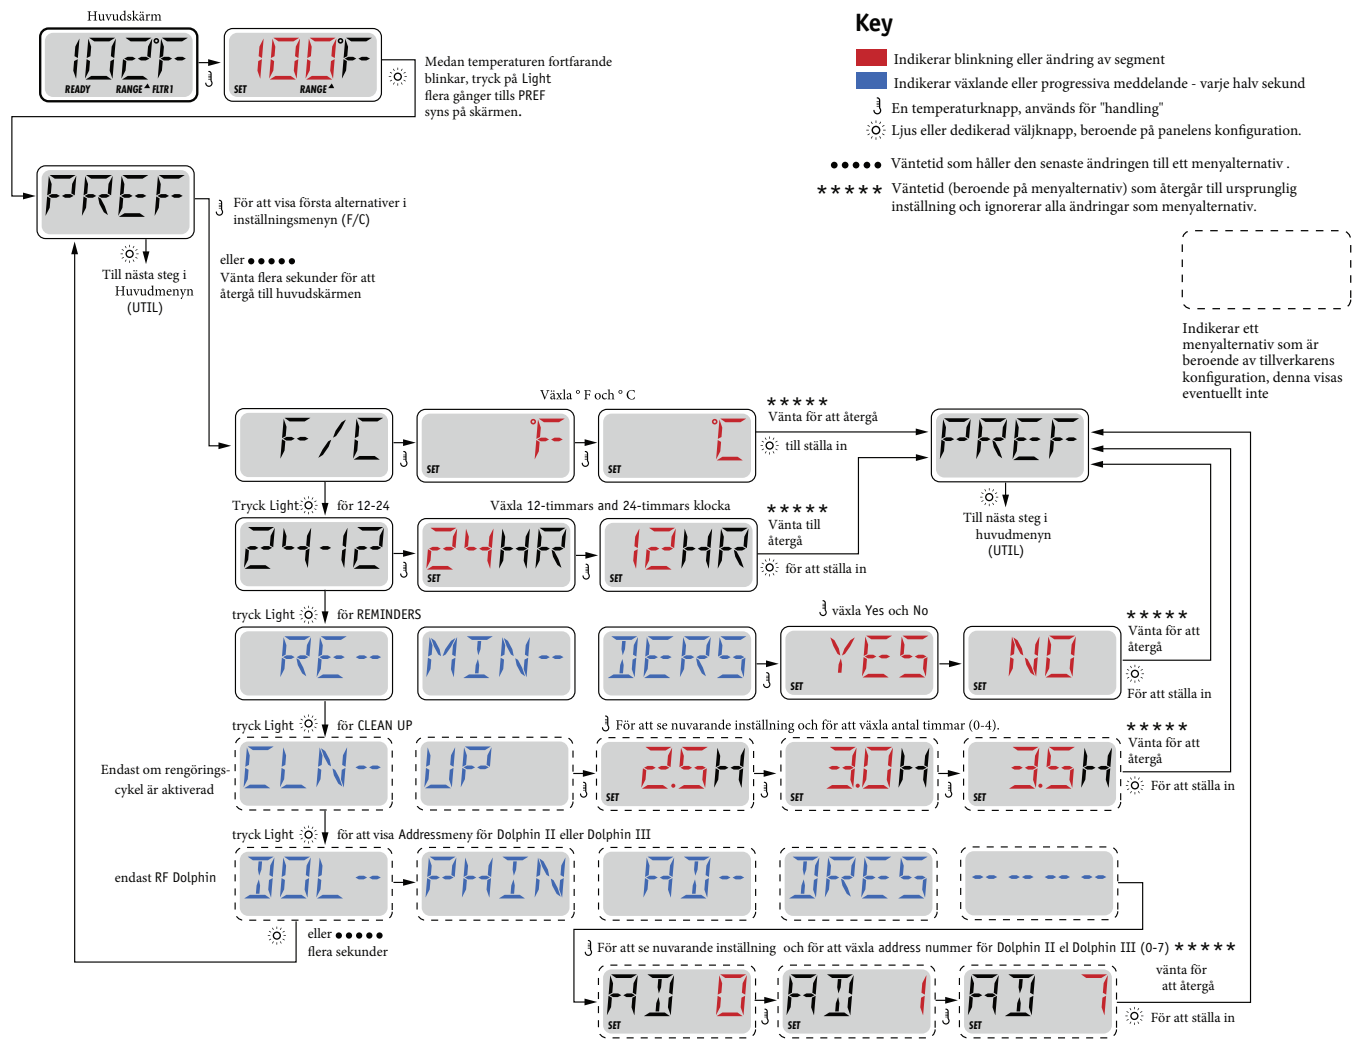 Huvudskärm
102°F
READY RANGE FLTR1
100°F
SET RANGE
Medan temperaturen fortfarande
blinkar, tryck på Light
flera gånger tills PREF
syns på skärmen.
Key
Indikerar blinkning eller ändring av segment
Indikerar växlande eller progressiva meddelande - varje halv sekund
En temperaturknapp, används för "handling"
Ljus eller dedikerad väljknapp, beroende på panelens konfiguration.
••••• Väntetid som håller den senaste ändringen till ett menyalternativ .
***** Väntetid (beroende på menyalternativ) som återgår till ursprunglig
inställning och ignorerar alla ändringar som menyalternativ.
Indikerar ett
menyalternativ som är
beroende av tillverkarens
konfiguration, denna visas
eventuellt inte
PREF
För att visa första alternativer i
inställningsmenyn (F/C)
eller •••••
Vänta flera sekunder för att
återgå till huvudskärmen
Till nästa steg i
Huvudmenyn
(UTIL)
Växla ° F och ° C
F/C
°F
SET
°C
SET
*****
Vänta för att återgå
till ställa in
PREF
Till nästa steg i
huvudmenyn
(UTIL)
Tryck Light för 12-24
Växla 12-timmars and 24-timmars klocka
24-12
24HR
SET
12HR
SET
*****
Vänta till
återgå
för att ställa in
tryck Light för REMINDERS
växla Yes och No
RE--
MIN--
DERS
YES
SET
NO
SET
*****
Vänta för att
återgå
För att ställa in
tryck Light för CLEAN UP
För att se nuvarande inställning och för att växla antal timmar (0-4).
Endast om rengörings-
cykel är aktiverad
CLN--
UP
2.5H
SET
3.0H
SET
3.5H
SET
*****
Vänta för att
återgå
För att ställa in
tryck Light för att visa Addressmeny för Dolphin II eller Dolphin III
endast RF Dolphin
DOL--
PHIN
AD--
DRES
-- -- -- -- --
eller •••••
flera sekunder
För att se nuvarande inställning och för att växla address nummer för Dolphin II el Dolphin III (0-7) *****
AD 0
SET
AD 1
SET
AD 7
SET
vänta för
att återgå
För att ställa in